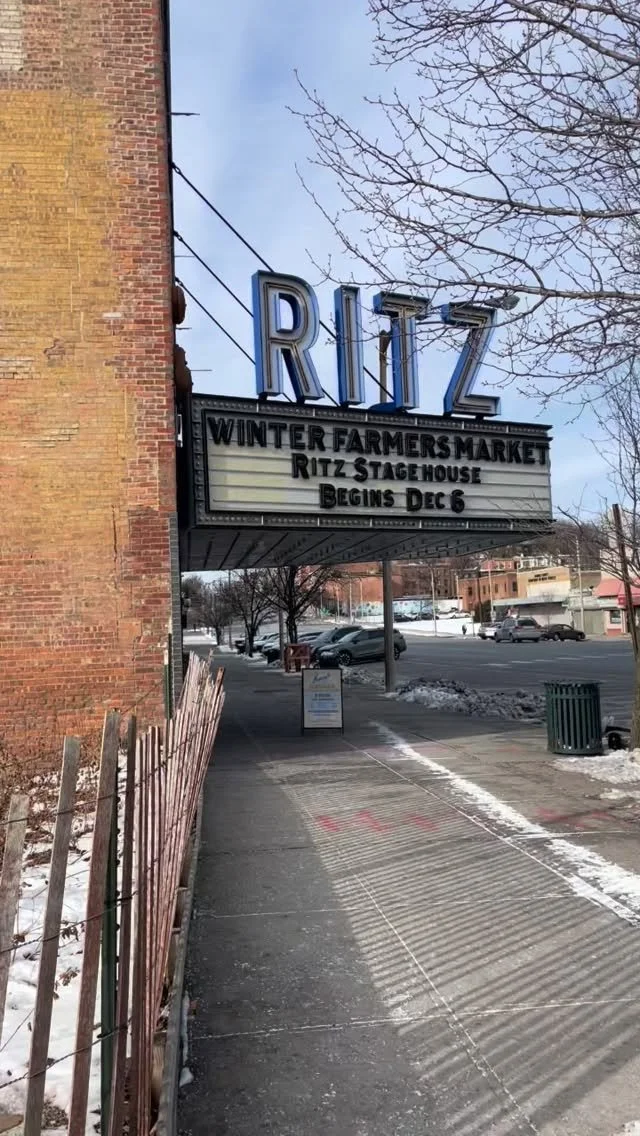 RITZ
WINTER FARMERS MARKET
RITZ STAGEHOUSE
BEGINS DEC 6